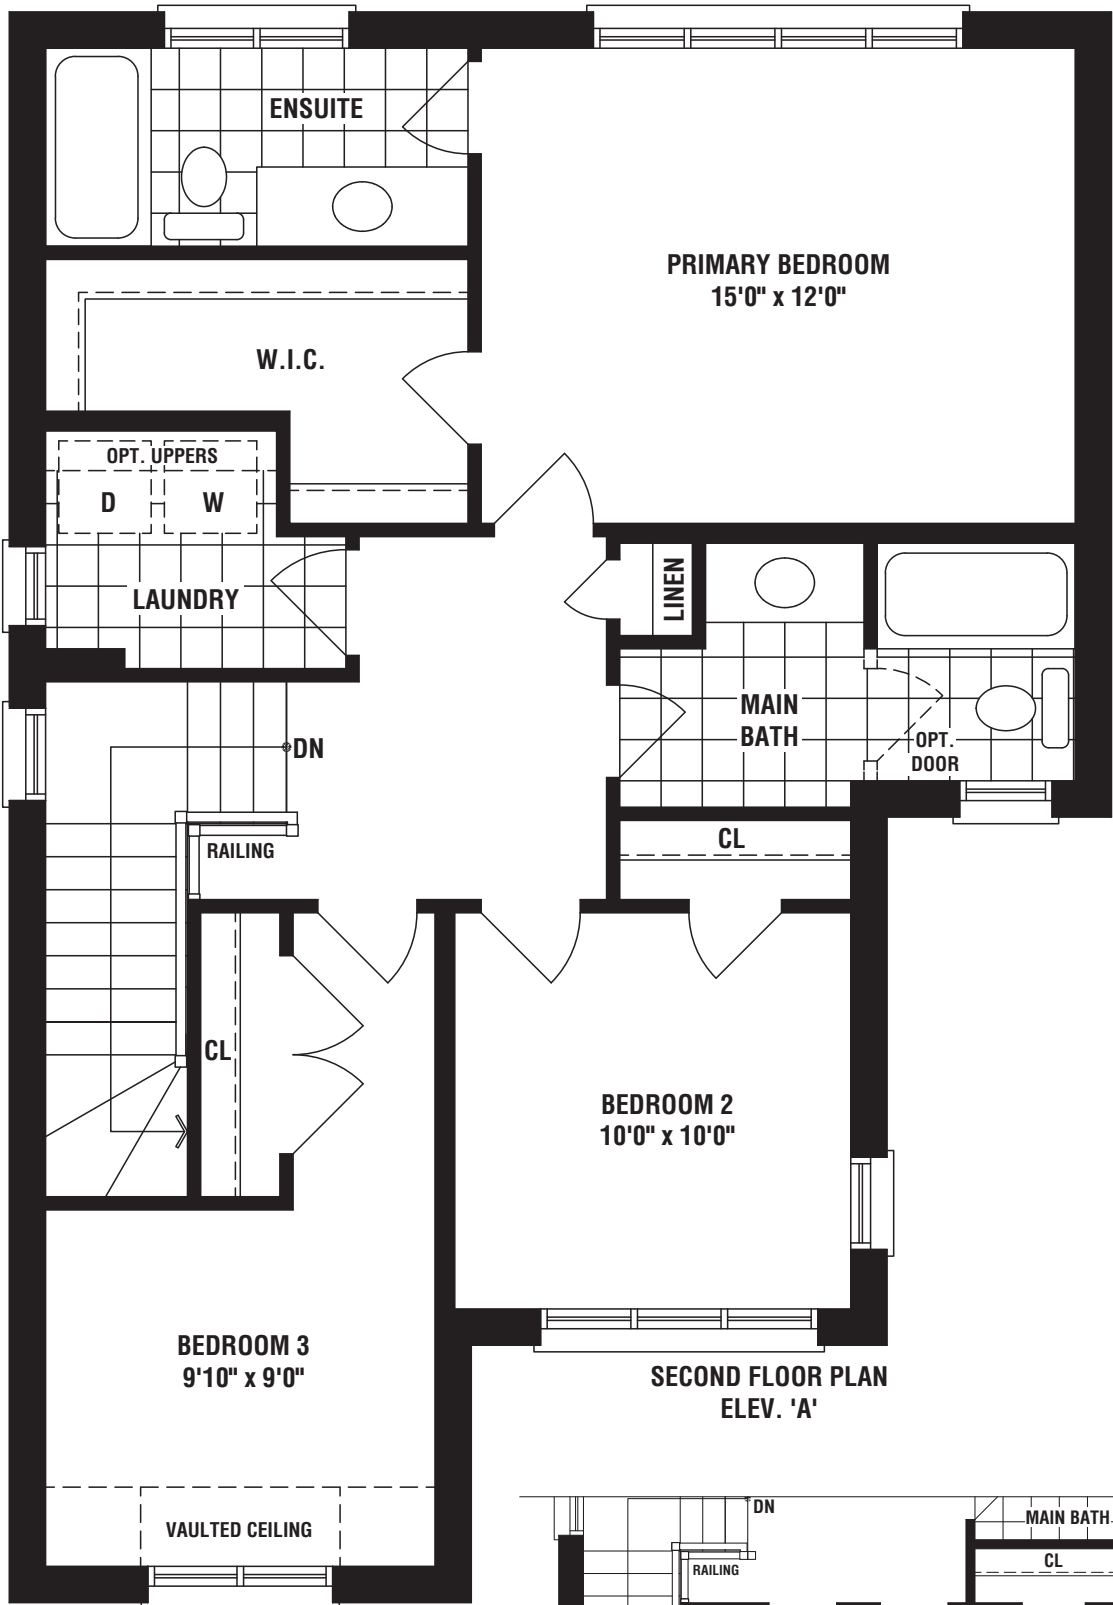 ENSUITE
PRIMARY BEDROOM
15'0" x 12'0"
W.I.C.
OPT. UPPERS
D
W
LAUNDRY
LINEN
MAIN
BATH
OPT.
DOOR
DN
RAILING
CL
CL
BEDROOM 2
10'0" x 10'0"
BEDROOM 3
9'10" x 9'0"
SECOND FLOOR PLAN
ELEV. 'A'
VAULTED CEILING
DN
MAIN BATH
RAILING
CL